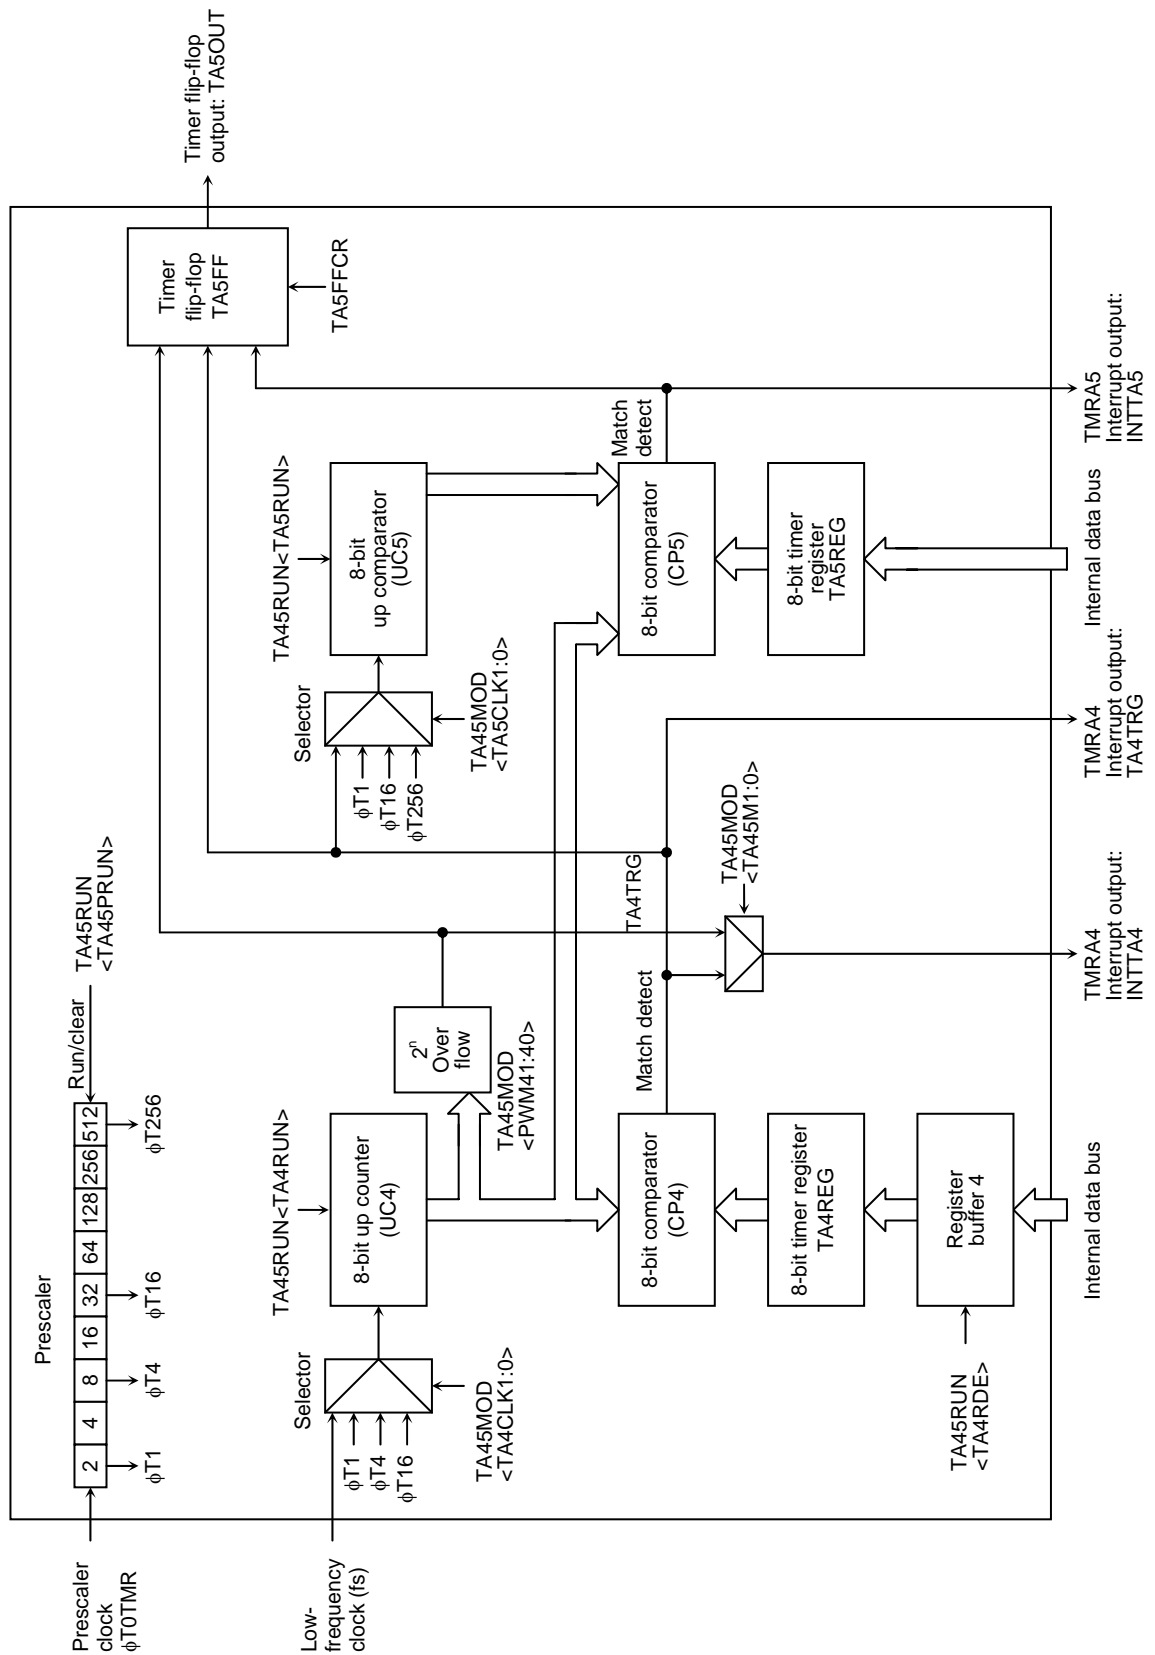 Prescaler
Prescaler
clock
ϕT0TMR
2 4 8 16 32 64 128 256 512
Run/clear
TA45RUN
<TA45PRUN>
ϕT1
ϕT4
ϕT16
ϕT256
Timer flip-flop
output: TA5OUT
Timer
flip-flop
TA5FF
TA5FFCR
Low-
frequency
clock (fs)
Selector
ϕT1
ϕT4
ϕT16
TA45MOD
<TA4CLK1:0>
TA45RUN<TA4RUN>
8-bit up counter
(UC4)
2ⁿ
Over
flow
TA45MOD
<PWM41:40>
Selector
ϕT1
ϕT16
ϕT256
TA45MOD
<TA5CLK1:0>
TA45RUN<TA5RUN>
8-bit
up comparator
(UC5)
8-bit comparator
(CP4)
Match detect
TA4TRG
8-bit comparator
(CP5)
Match
detect
TA45MOD
<TA45M1:0>
8-bit timer register
TA4REG
8-bit timer
register
TA5REG
TA45RUN
<TA4RDE>
Register
buffer 4
Internal data bus
TMRA4
Interrupt output:
INTTA4
TMRA4
Interrupt output:
TA4TRG
Internal data bus
TMRA5
Interrupt output:
INTTA5